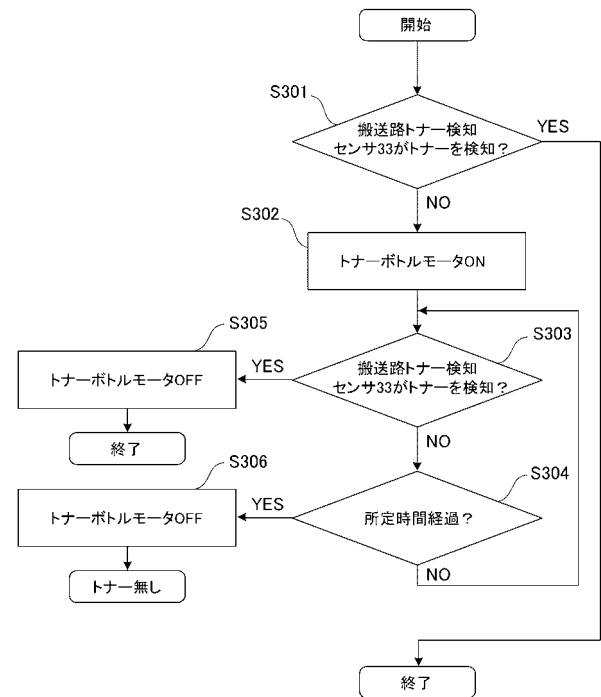 開始
S301
搬送路トナー検知
センサ33がトナーを検知？
YES
NO
S302
トナーボトルモータON
S303
搬送路トナー検知
センサ33がトナーを検知？
YES
NO
S305
トナーボトルモータOFF
終了
S304
所定時間経過？
YES
NO
S306
トナーボトルモータOFF
トナー無し
終了